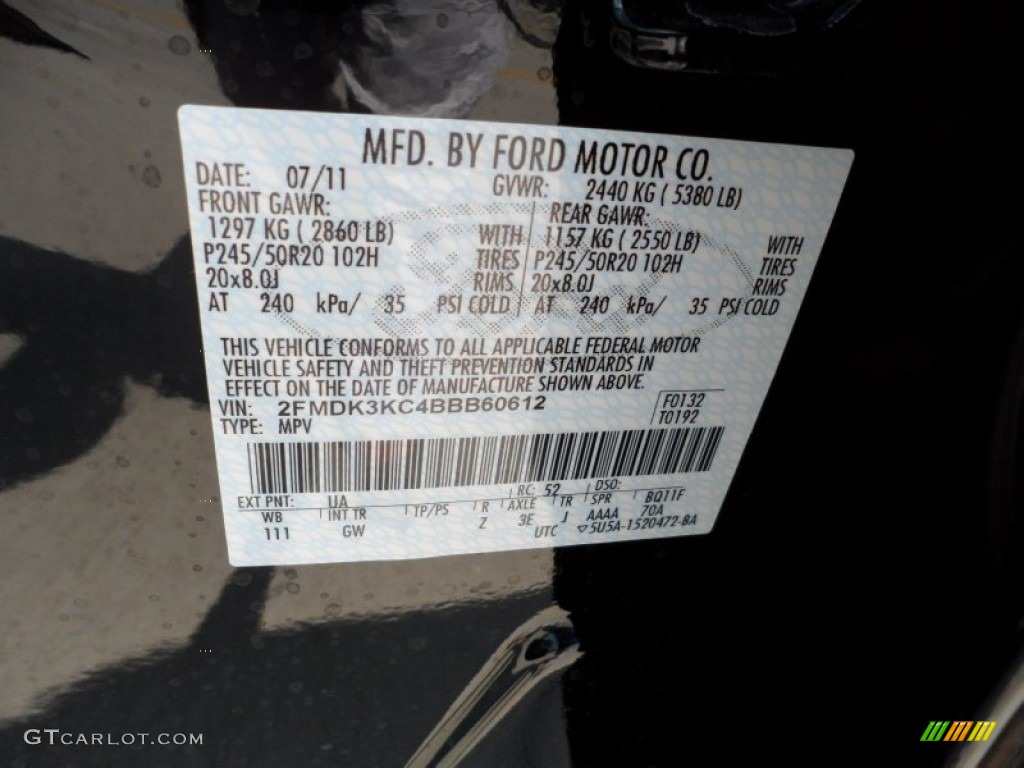 MFD. BY FORD MOTOR CO.
DATE: 07/11 GVWR: 2440 KG ( 5380 LB)
FRONT GAWR: REAR GAWR:
1297 KG ( 2860 LB) WITH 1157 KG ( 2550 LB) WITH
P245/50R20 102H TIRES P245/50R20 102H TIRES
20x8.0J RIMS 20x8.0J RIMS
AT 240 kPa/ 35 PSI COLD AT 240 kPa/ 35 PSI COLD
THIS VEHICLE CONFORMS TO ALL APPLICABLE FEDERAL MOTOR
VEHICLE SAFETY AND THEFT PREVENTION STANDARDS IN
EFFECT ON THE DATE OF MANUFACTURE SHOWN ABOVE.
VIN: 2FMDK3KC4BBB60612 F0132
TYPE: MPV T0192
EXT PNT: UA RC: 52 DSO:
WB INT TR TP/PS R AXLE TR SPR BQ11F
111 GW Z 3E J AAAA 70A
UTC 5U5A-1520472-BA
GTCARLOT.COM